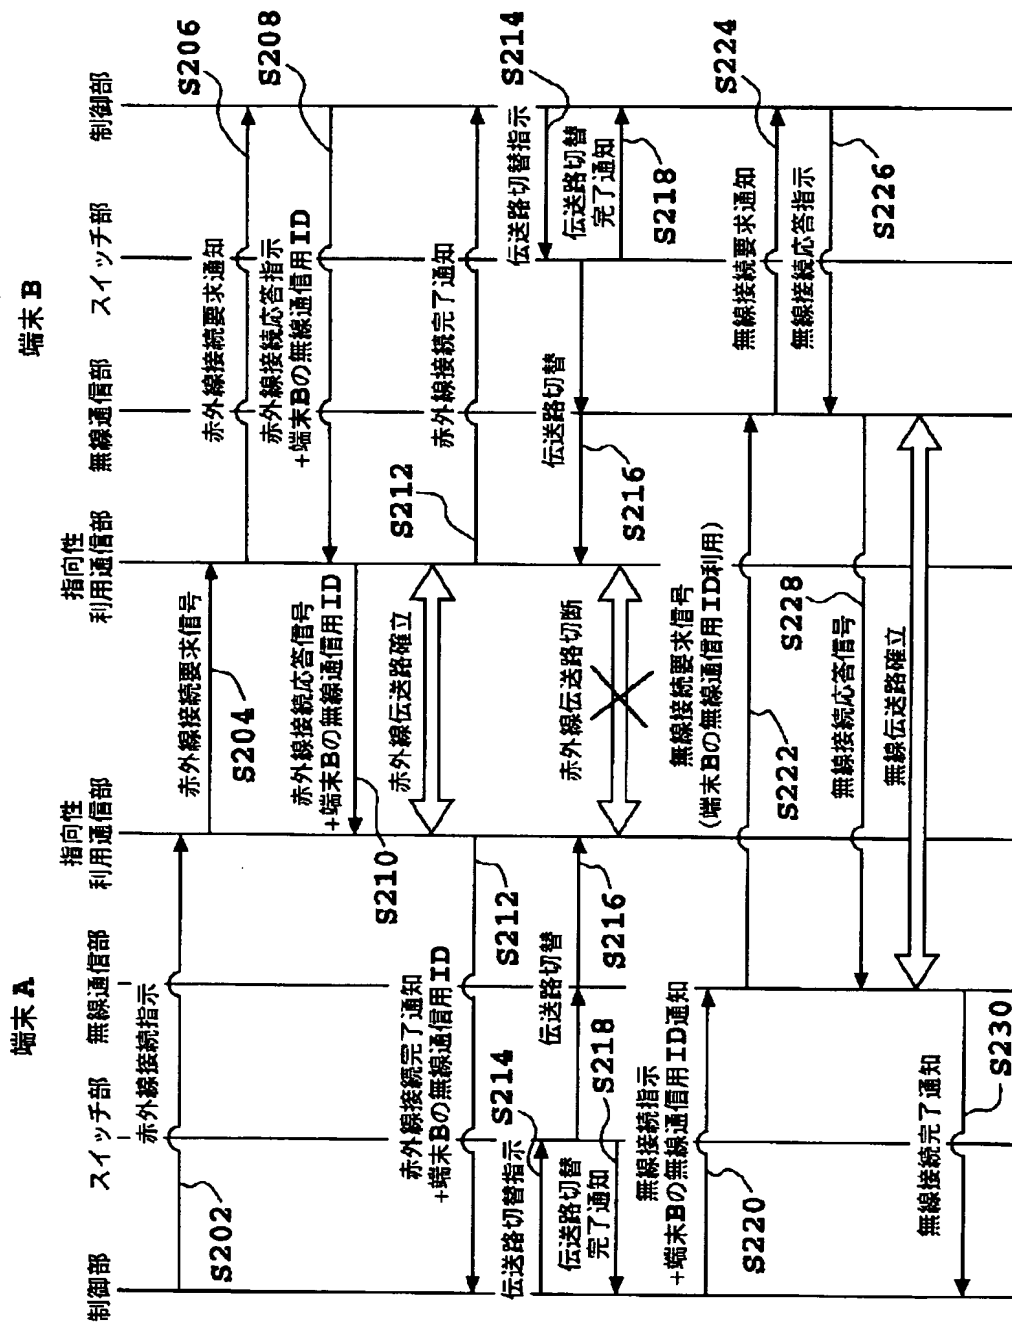 端末A
端末B
制御部
スイッチ部
無線通信部
指向性
利用通信部
指向性
利用通信部
無線通信部
スイッチ部
制御部
赤外線接続指示
S202
赤外線接続要求信号
S204
赤外線接続要求通知
S206
赤外線接続応答指示
+端末Bの無線通信用ID
S208
赤外線接続応答信号
+端末Bの無線通信用ID
S210
赤外線伝送路確立
赤外線接続完了通知
+端末Bの無線通信用ID
S212
赤外線接続完了通知
S212
伝送路切替指示
S214
伝送路切替指示
S214
伝送路切替
S216
伝送路切替
S216
伝送路切替
完了通知
S218
伝送路切替
完了通知
S218
赤外線伝送路切断
無線接続指示
+端末Bの無線通信用ID通知
S220
無線接続要求信号
(端末Bの無線通信用ID利用)
S222
無線接続要求通知
S224
無線接続応答指示
S226
無線接続応答信号
S228
無線伝送路確立
無線接続完了通知
S230